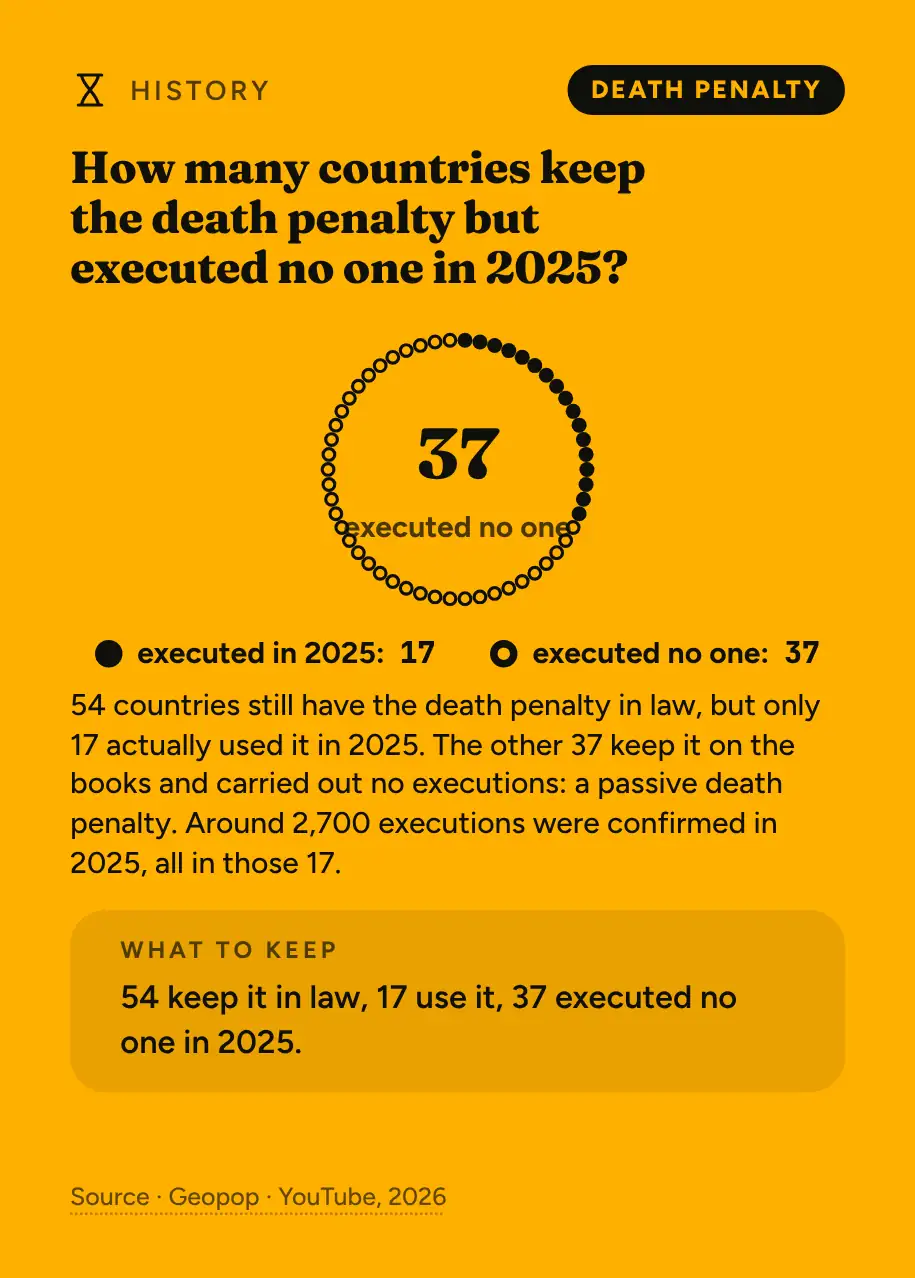 HISTORY
DEATH PENALTY
How many countries keep
the death penalty but
executed no one in 2025?
37
executed no one
executed in 2025: 17
executed no one: 37
54 countries still have the death penalty in law, but only
17 actually used it in 2025. The other 37 keep it on the
books and carried out no executions: a passive death
penalty. Around 2,700 executions were confirmed in
2025, all in those 17.
WHAT TO KEEP
54 keep it in law, 17 use it, 37 executed no
one in 2025.
Source · Geopop · YouTube, 2026